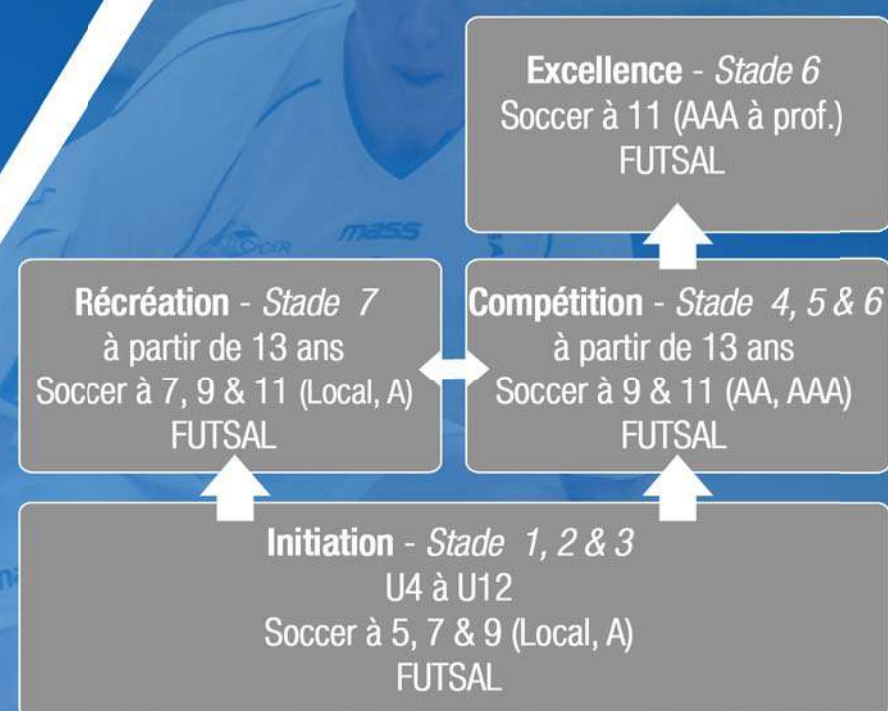 Excellence - Stade 6
Soccer à 11 (AAA à prof.)
FUTSAL
mass
Récréation - Stade 7
à partir de 13 ans
Soccer à 7, 9 & 11 (Local, A)
FUTSAL
Compétition - Stade 4, 5 & 6
à partir de 13 ans
Soccer à 9 & 11 (AA, AAA)
FUTSAL
Initiation - Stade 1, 2 & 3
U4 à U12
Soccer à 5, 7 & 9 (Local, A)
FUTSAL